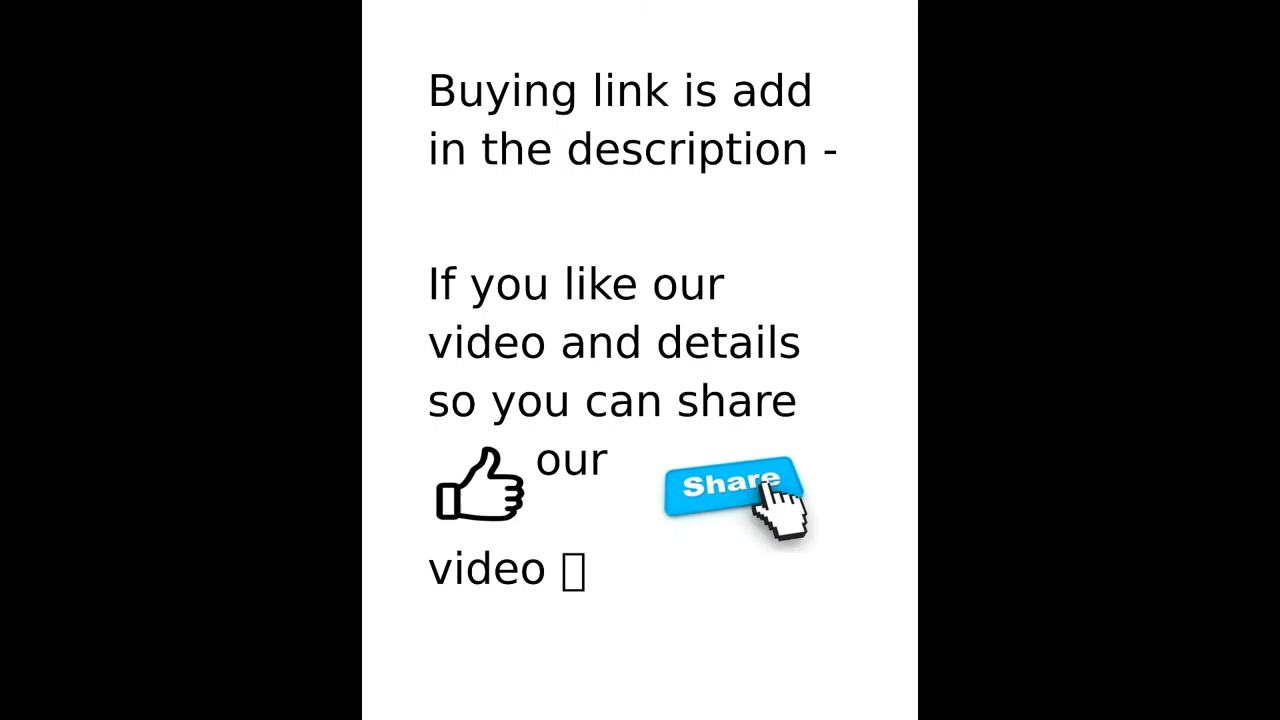 Buying link is add
in the description -
If you like our
video and details
so you can share
our
Share
video